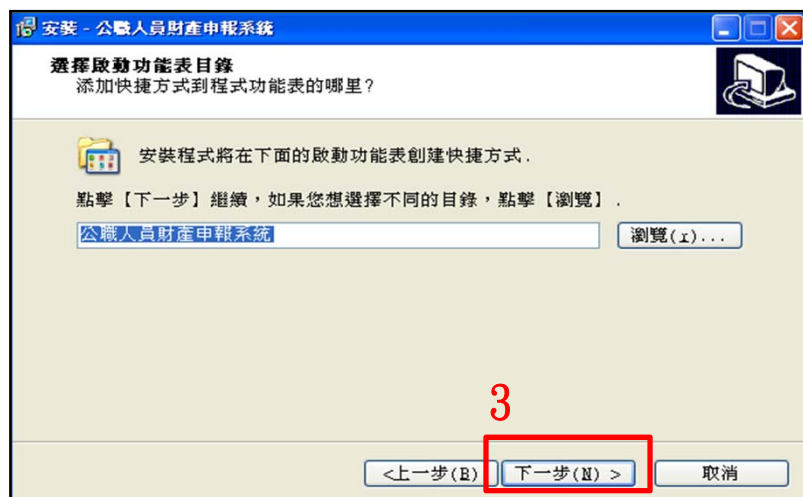 安裝 - 公職人員財產申報系統
選擇啟動功能表目錄
添加快捷方式到程式功能表的哪里?
安裝程式將在下面的啟動功能表創建快捷方式.
點擊【下一步】繼續，如果您想選擇不同的目錄，點擊【瀏覽】.
公職人員財產申報系統
瀏覽(r)...
3
<上一步(B)
下一步(N) >
取消